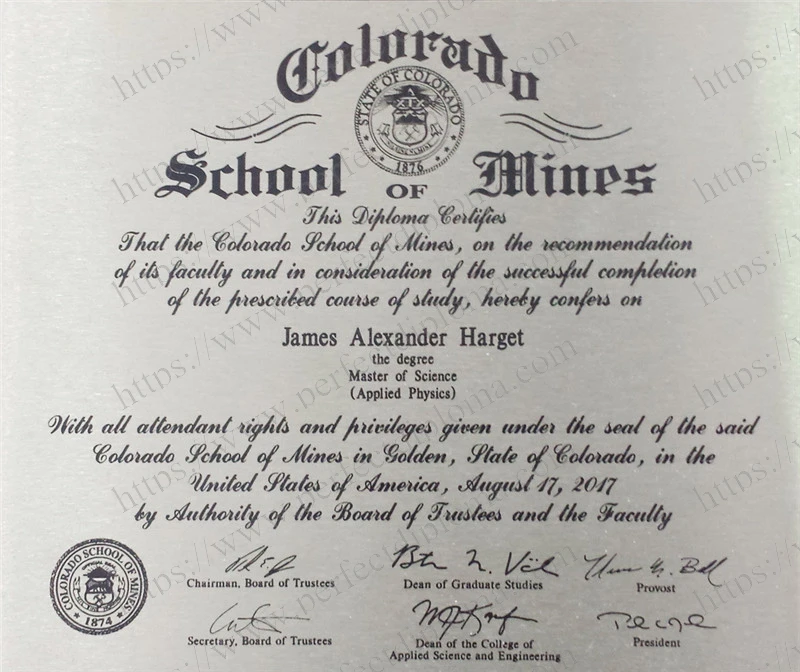 Colorado
STATE OF COLORADO
1876
School OF Mines
This Diploma Certifies
That the Colorado School of Mines, on the recommendation
of its faculty and in consideration of the successful completion
of the prescribed course of study, hereby confers on
James Alexander Harget
the degree
Master of Science
(Applied Physics)
With all attendant rights and privileges given under the seal of the said
Colorado School of Mines in Golden, State of Colorado, in the
United States of America, August 17, 2017
by Authority of the Board of Trustees and the Faculty
COLORADO SCHOOL OF MINES
1874
Chairman, Board of Trustees
Dean of Graduate Studies
Provost
Secretary, Board of Trustees
Dean of the College of
Applied Science and Engineering
President
https://www.perfectdiploma.com